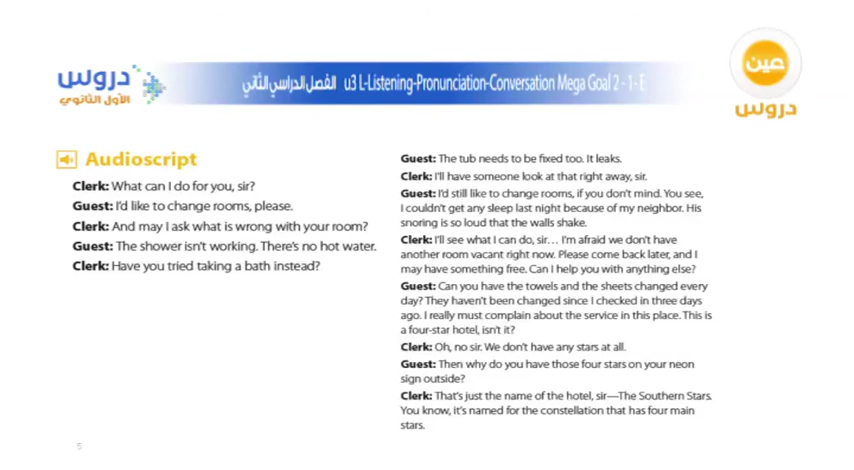 دروس
الأول الثانوي
الفصل الدراسي الثاني u3 L-Listening-Pronunciation-Conversation Mega Goal 2 - 1- E
عين
دروس
Audioscript
Clerk: What can I do for you, sir?
Guest: I'd like to change rooms, please.
Clerk: And may I ask what is wrong with your room?
Guest: The shower isn't working. There's no hot water.
Clerk: Have you tried taking a bath instead?
Guest: The tub needs to be fixed too. It leaks.
Clerk: I'll have someone look at that right away, sir.
Guest: I'd still like to change rooms, if you don't mind. You see,
I couldn't get any sleep last night because of my neighbor. His
snoring is so loud that the walls shake.
Clerk: I'll see what I can do, sir… I'm afraid we don't have
another room vacant right now. Please come back later, and I
may have something free. Can I help you with anything else?
Guest: Can you have the towels and the sheets changed every
day? They haven't been changed since I checked in three days
ago. I really must complain about the service in this place. This is
a four-star hotel, isn't it?
Clerk: Oh, no sir. We don't have any stars at all.
Guest: Then why do you have those four stars on your neon
sign outside?
Clerk: That's just the name of the hotel, sir—The Southern Stars.
You know, it's named for the constellation that has four main
stars.
5